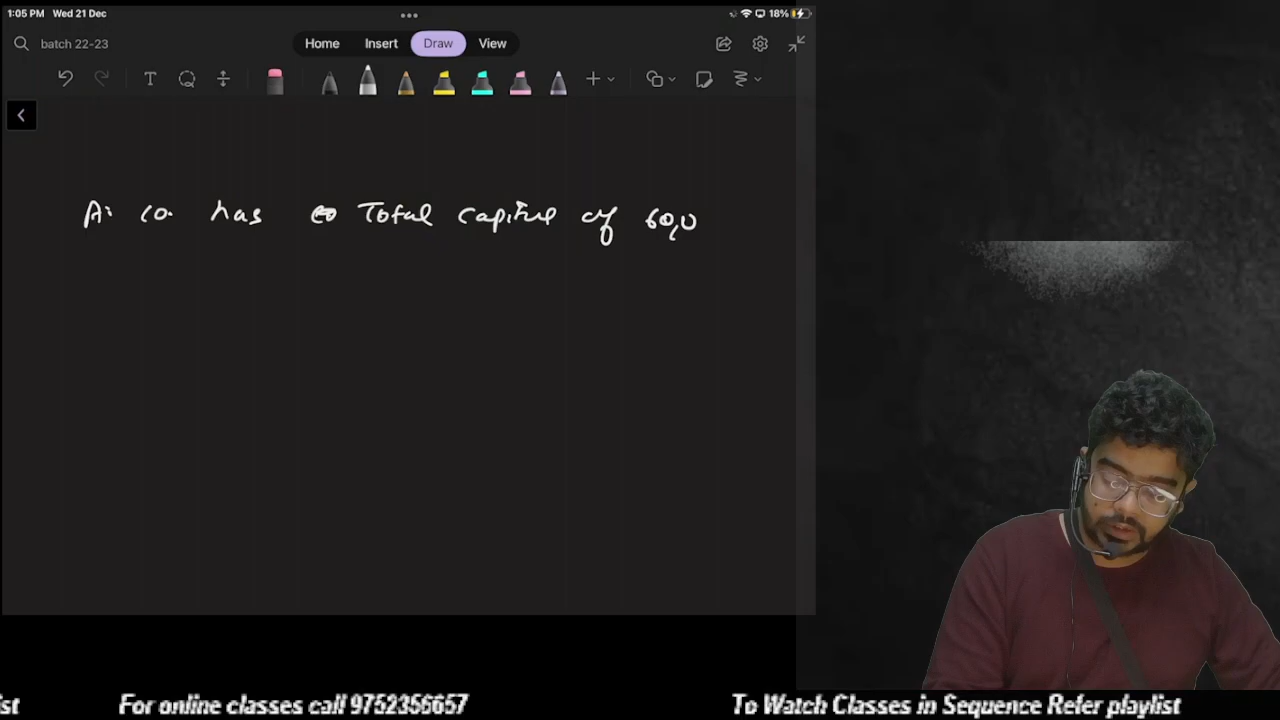 1:05 PM Wed 21 Dec
18%
batch 22-23
Home Insert Draw View
A: co. has Total capital of 60,0
For online classes call 9752356657
To Watch Classes in Sequence Refer playlist